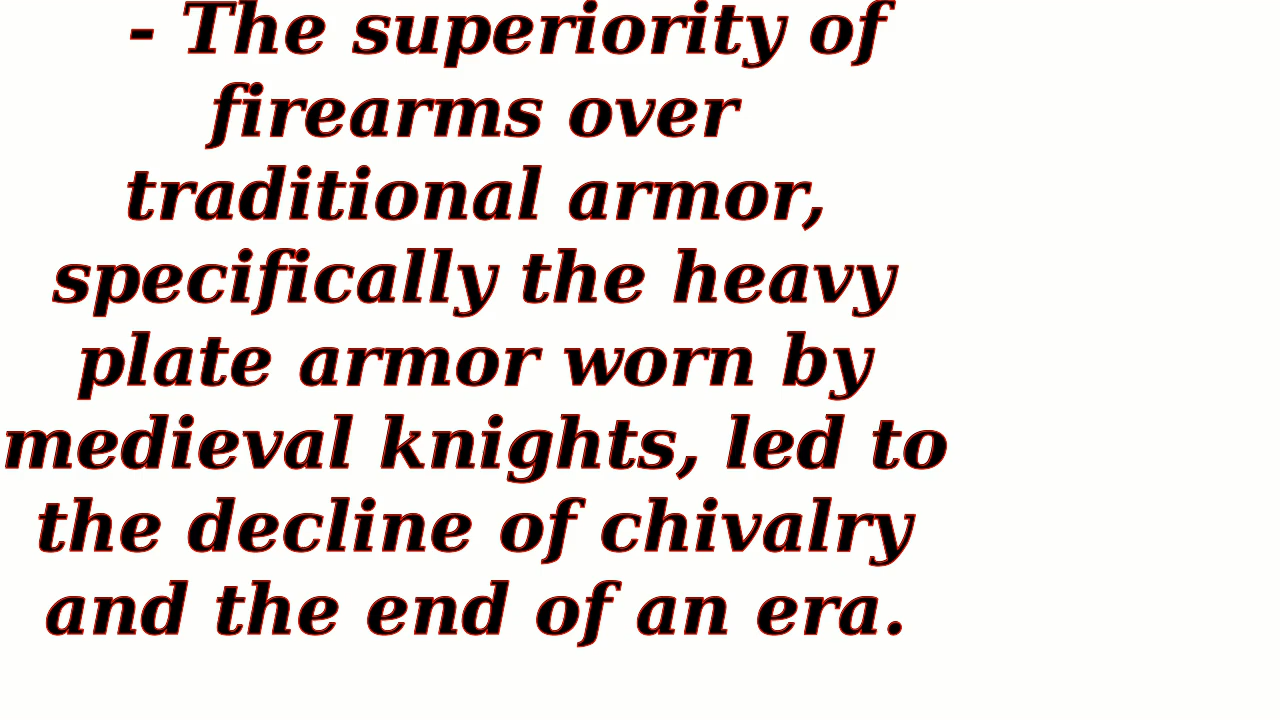 - The superiority of
firearms over
traditional armor,
specifically the heavy
plate armor worn by
medieval knights, led to
the decline of chivalry
and the end of an era.